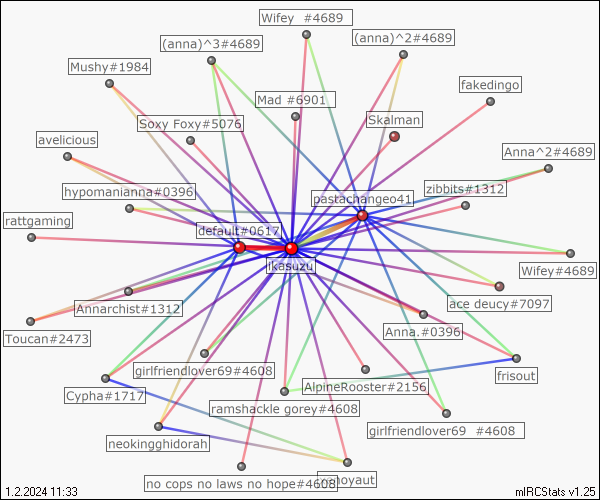 Wifey  #4689
(anna)^3#4689
(anna)^2#4689
Mushy#1984
fakedingo
Mad #6901
Soxy Foxy#5076
Skalman
avelicious
Anna^2#4689
hypomanianna#0396
zibbits#1312
pastachangeo41
rattgaming
default#0617
ikasuzu
Wifey#4689
Annarchist#1312
ace deucy#7097
Toucan#2473
Anna.#0396
girlfriendlover69#4608
frisout
Cypha#1717
AlpineRooster#2156
ramshackle gorey#4608
girlfriendlover69  #4608
neokingghidorah
no cops no laws no hope#4608
1.2.2024 11:33
mIRCStats v1.25